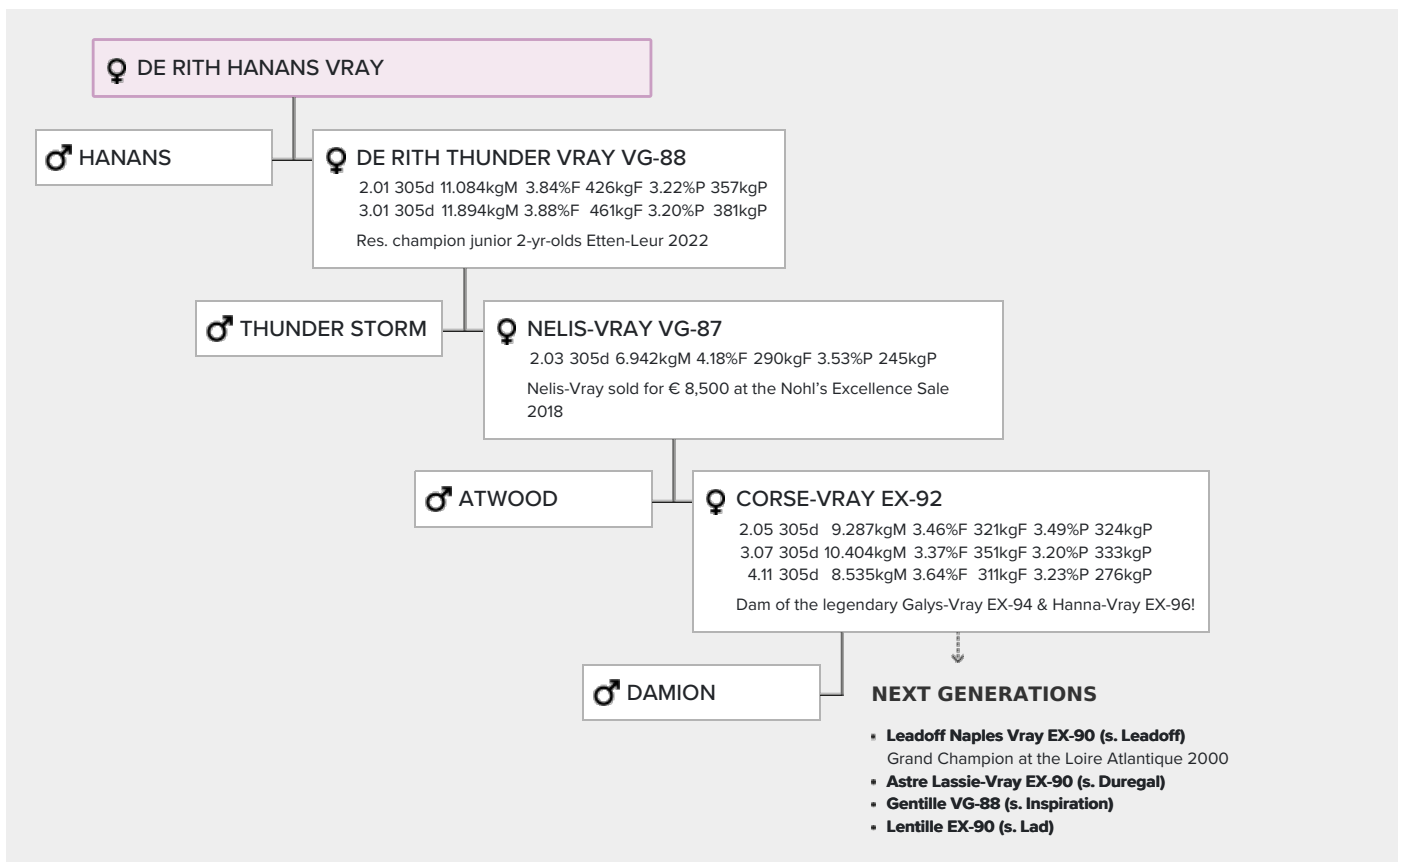 DE RITH HANANS VRAY
HANANS
DE RITH THUNDER VRAY VG-88
2.01 305d 11.084kgM 3.84%F 426kgF 3.22%P 357kgP
3.01 305d 11.894kgM 3.88%F 461kgF 3.20%P 381kgP
Res. champion junior 2-yr-olds Etten-Leur 2022
THUNDER STORM
NELIS-VRAY VG-87
2.03 305d 6.942kgM 4.18%F 290kgF 3.53%P 245kgP
Nelis-Vray sold for € 8,500 at the Nohl’s Excellence Sale
2018
ATWOOD
CORSE-VRAY EX-92
2.05 305d 9.287kgM 3.46%F 321kgF 3.49%P 324kgP
3.07 305d 10.404kgM 3.37%F 351kgF 3.20%P 333kgP
4.11 305d 8.535kgM 3.64%F 311kgF 3.23%P 276kgP
Dam of the legendary Galys-Vray EX-94 & Hanna-Vray EX-96!
DAMION
NEXT GENERATIONS
Leadoff Naples Vray EX-90 (s. Leadoff)
Grand Champion at the Loire Atlantique 2000
Astre Lassie-Vray EX-90 (s. Duregal)
Gentille VG-88 (s. Inspiration)
Lentille EX-90 (s. Lad)